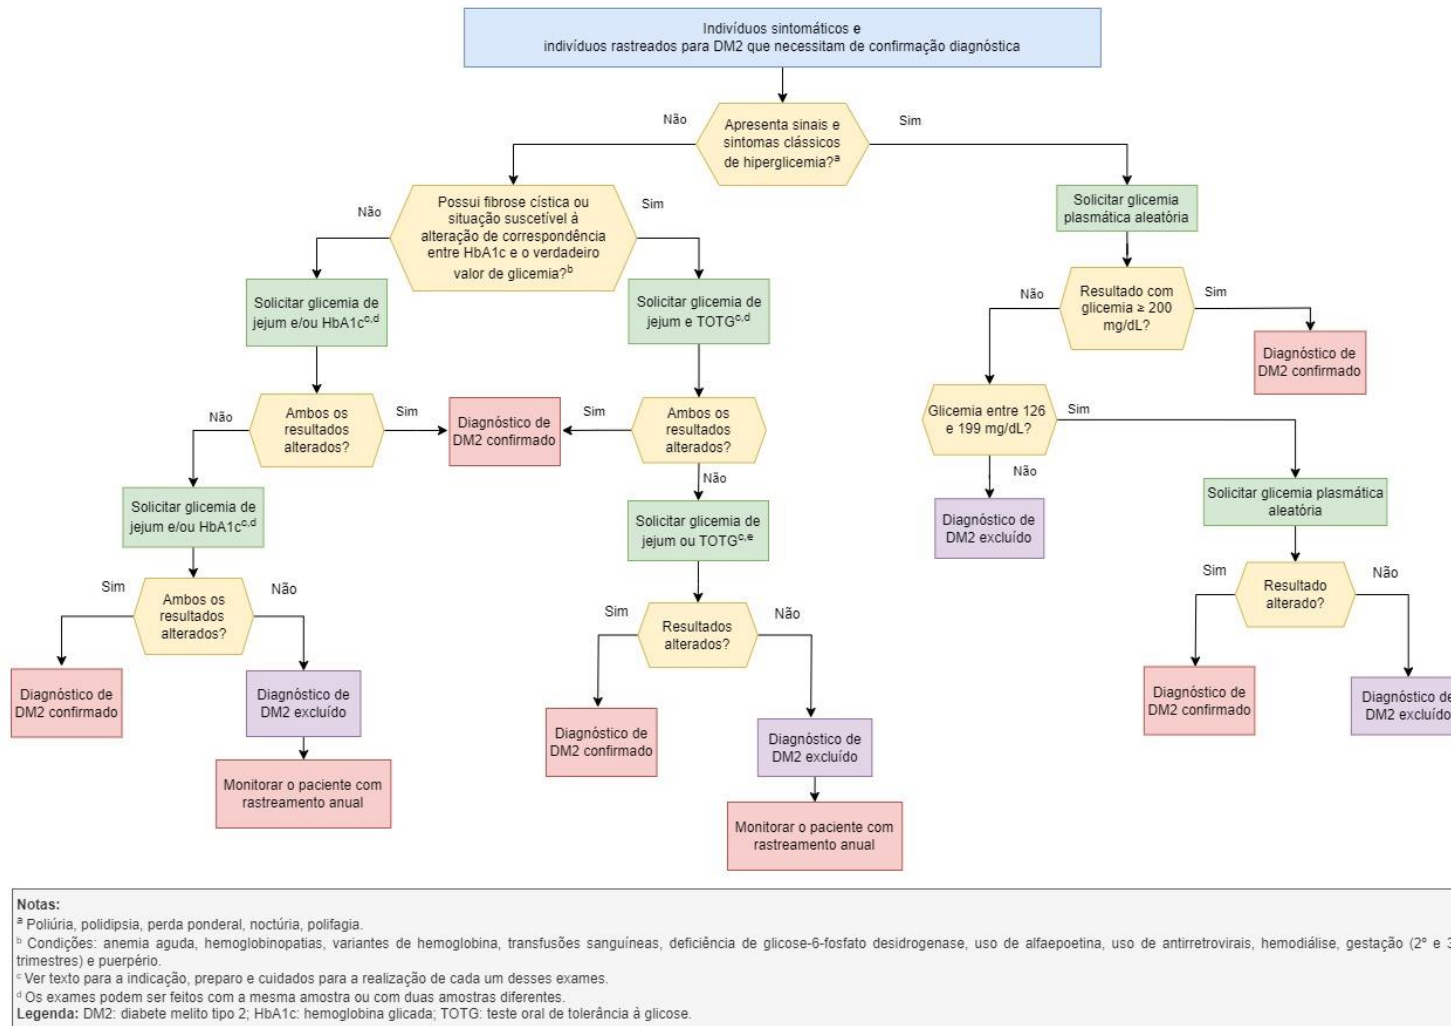 Indivíduos sintomáticos e
indivíduos rastreados para DM2 que necessitam de confirmação diagnóstica
Não
Apresenta sinais e
sintomas clássicos
de hiperglicemia?ᵃ
Sim
Não
Possui fibrose cística ou
situação suscetível à
alteração de correspondência
entre HbA1c e o verdadeiro
valor de glicemia?ᵇ
Sim
Solicitar glicemia
plasmática aleatória
Solicitar glicemia de
jejum e/ou HbA1cᶜ,ᵈ
Solicitar glicemia de
jejum e TOTGᶜ,ᵈ
Não
Resultado com
glicemia ≥ 200
mg/dL?
Sim
Diagnóstico de
DM2 confirmado
Não
Ambos os
resultados
alterados?
Sim
Diagnóstico de
DM2 confirmado
Sim
Ambos os
resultados
alterados?
Glicemia entre 126
e 199 mg/dL?
Sim
Não
Não
Solicitar glicemia de
jejum e/ou HbA1cᶜ,ᵈ
Solicitar glicemia de
jejum ou TOTGᶜ,ᵉ
Diagnóstico de
DM2 excluído
Solicitar glicemia plasmática
aleatória
Sim
Ambos os
resultados
alterados?
Não
Sim
Resultados
alterados?
Não
Sim
Resultado
alterado?
Não
Diagnóstico de
DM2 confirmado
Diagnóstico de
DM2 excluído
Diagnóstico de
DM2 confirmado
Diagnóstico de
DM2 excluído
Diagnóstico de
DM2 confirmado
Diagnóstico de
DM2 excluído
Monitorar o paciente com
rastreamento anual
Monitorar o paciente com
rastreamento anual
Notas:
ᵃ Poliúria, polidipsia, perda ponderal, noctúria, polifagia.
ᵇ Condições: anemia aguda, hemoglobinopatias, variantes de hemoglobina, transfusões sanguíneas, deficiência de glicose-6-fosfato desidrogenase, uso de alfaepoetina, uso de antirretrovirais, hemodiálise, gestação (2º e 3
trimestres) e puerpério.
ᶜ Ver texto para a indicação, preparo e cuidados para a realização de cada um desses exames.
ᵈ Os exames podem ser feitos com a mesma amostra ou com duas amostras diferentes.
Legenda: DM2: diabete melito tipo 2; HbA1c: hemoglobina glicada; TOTG: teste oral de tolerância à glicose.